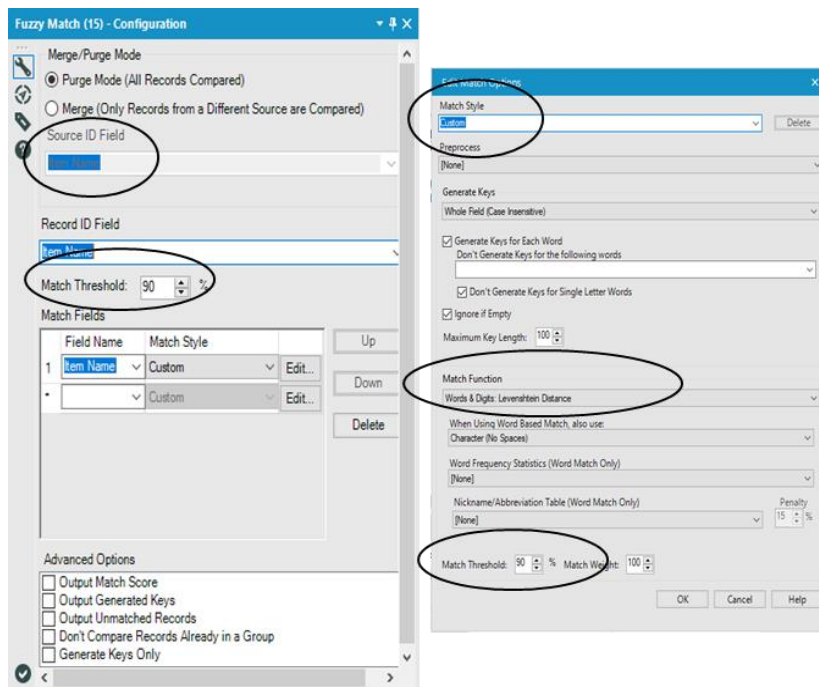 Fuzzy Match (15) - Configuration
Merge/Purge Mode
Purge Mode (All Records Compared)
Merge (Only Records from a Different Source are Compared)
Source ID Field
Item Name
Record ID Field
Item Name
Match Threshold: 90 %
Match Fields
Field Name Match Style
1 Item Name Custom Edit...
* Custom Edit...
Up
Down
Delete
Advanced Options
Output Match Score
Output Generated Keys
Output Unmatched Records
Don't Compare Records Already in a Group
Generate Keys Only
Edit Match Options
Match Style
Custom Delete
Preprocess
[None]
Generate Keys
Whole Field (Case Insensitive)
Generate Keys for Each Word
Don't Generate Keys for the following words
Don't Generate Keys for Single Letter Words
Ignore if Empty
Maximum Key Length: 100
Match Function
Words & Digits: Levenshtein Distance
When Using Word Based Match, also use:
Character (No Spaces)
Word Frequency Statistics (Word Match Only)
[None]
Nickname/Abbreviation Table (Word Match Only) Penalty
[None] 15 %
Match Threshold: 90 % Match Weight: 100
OK Cancel Help